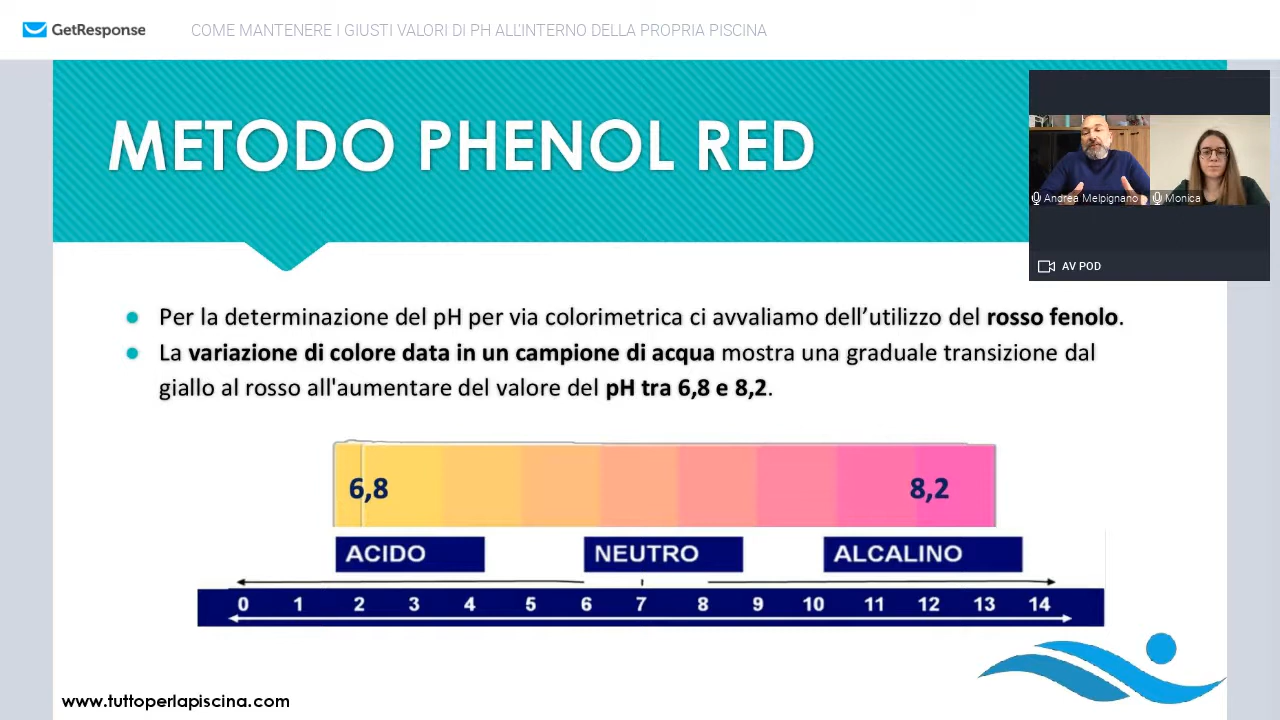 GetResponse
COME MANTENERE I GIUSTI VALORI DI PH ALL'INTERNO DELLA PROPRIA PISCINA
METODO PHENOL RED
Andrea Melpignano
Monica
AV POD
Per la determinazione del pH per via colorimetrica ci avvaliamo dell’utilizzo del rosso fenolo.
La variazione di colore data in un campione di acqua mostra una graduale transizione dal
giallo al rosso all'aumentare del valore del pH tra 6,8 e 8,2.
6,8 8,2
ACIDO NEUTRO ALCALINO
0 1 2 3 4 5 6 7 8 9 10 11 12 13 14
www.tuttoperlapiscina.com